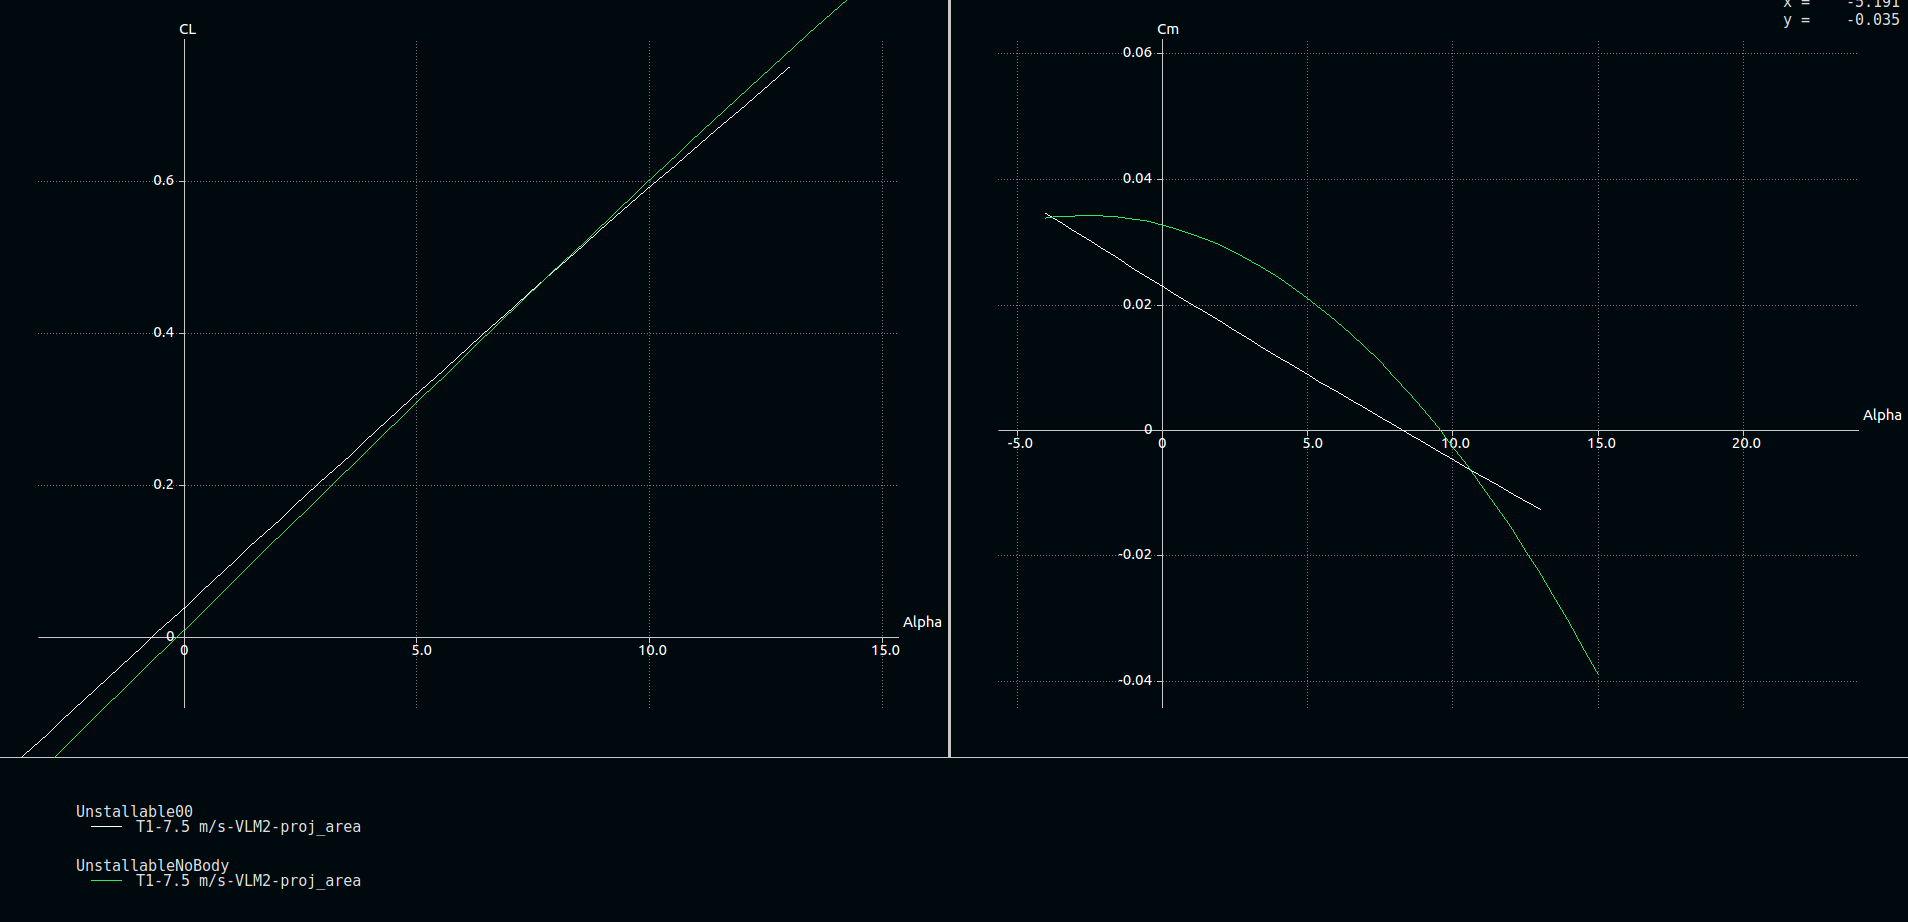 CL
0.6
0.4
0.2
0
0
5.0
10.0
15.0
Alpha
x = -5.191
y = -0.035
Cm
0.06
0.04
0.02
0
-0.02
-0.04
-5.0
0
5.0
10.0
15.0
20.0
Alpha
Unstallable00
T1-7.5 m/s-VLM2-proj_area
UnstallableNoBody
T1-7.5 m/s-VLM2-proj_area